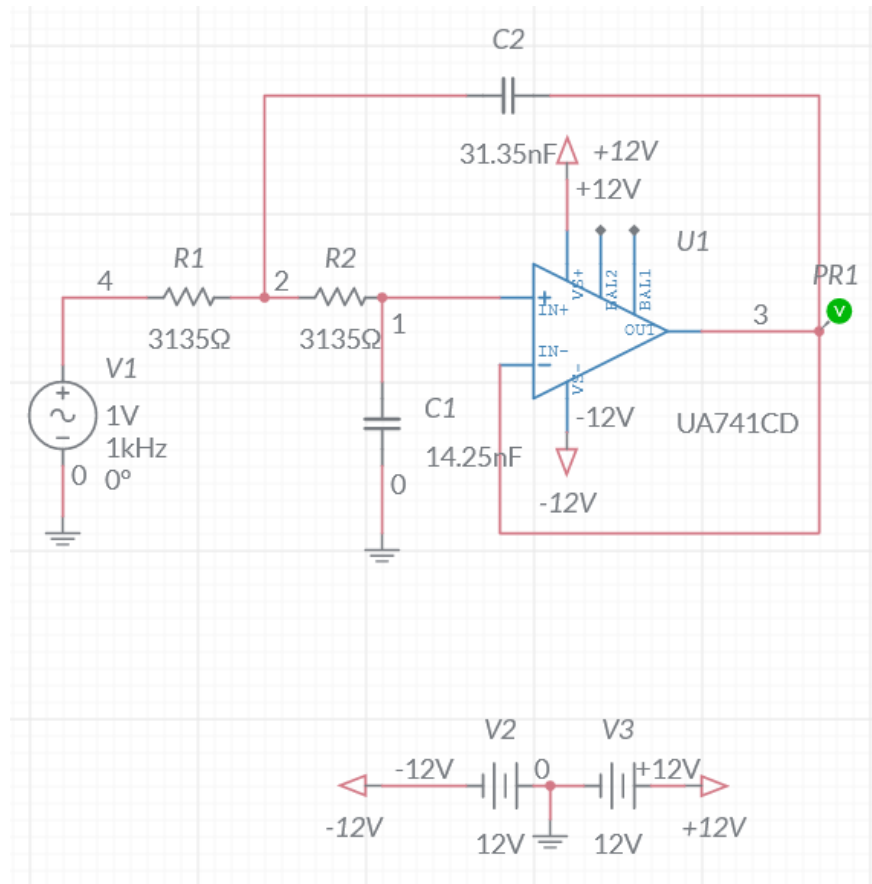 C2
31.35nF
+12V
+12V
U1
VS+
BAL2
BAL1
PR1
V
4
R1
2
R2
3135Ω
3135Ω
1
+
IN+
OUT
3
IN-
−
VS-
V1
+
−
1V
1kHz
0°
0
C1
14.25nF
0
-12V
-12V
UA741CD
V2
V3
-12V
0
+12V
-12V
12V
12V
+12V